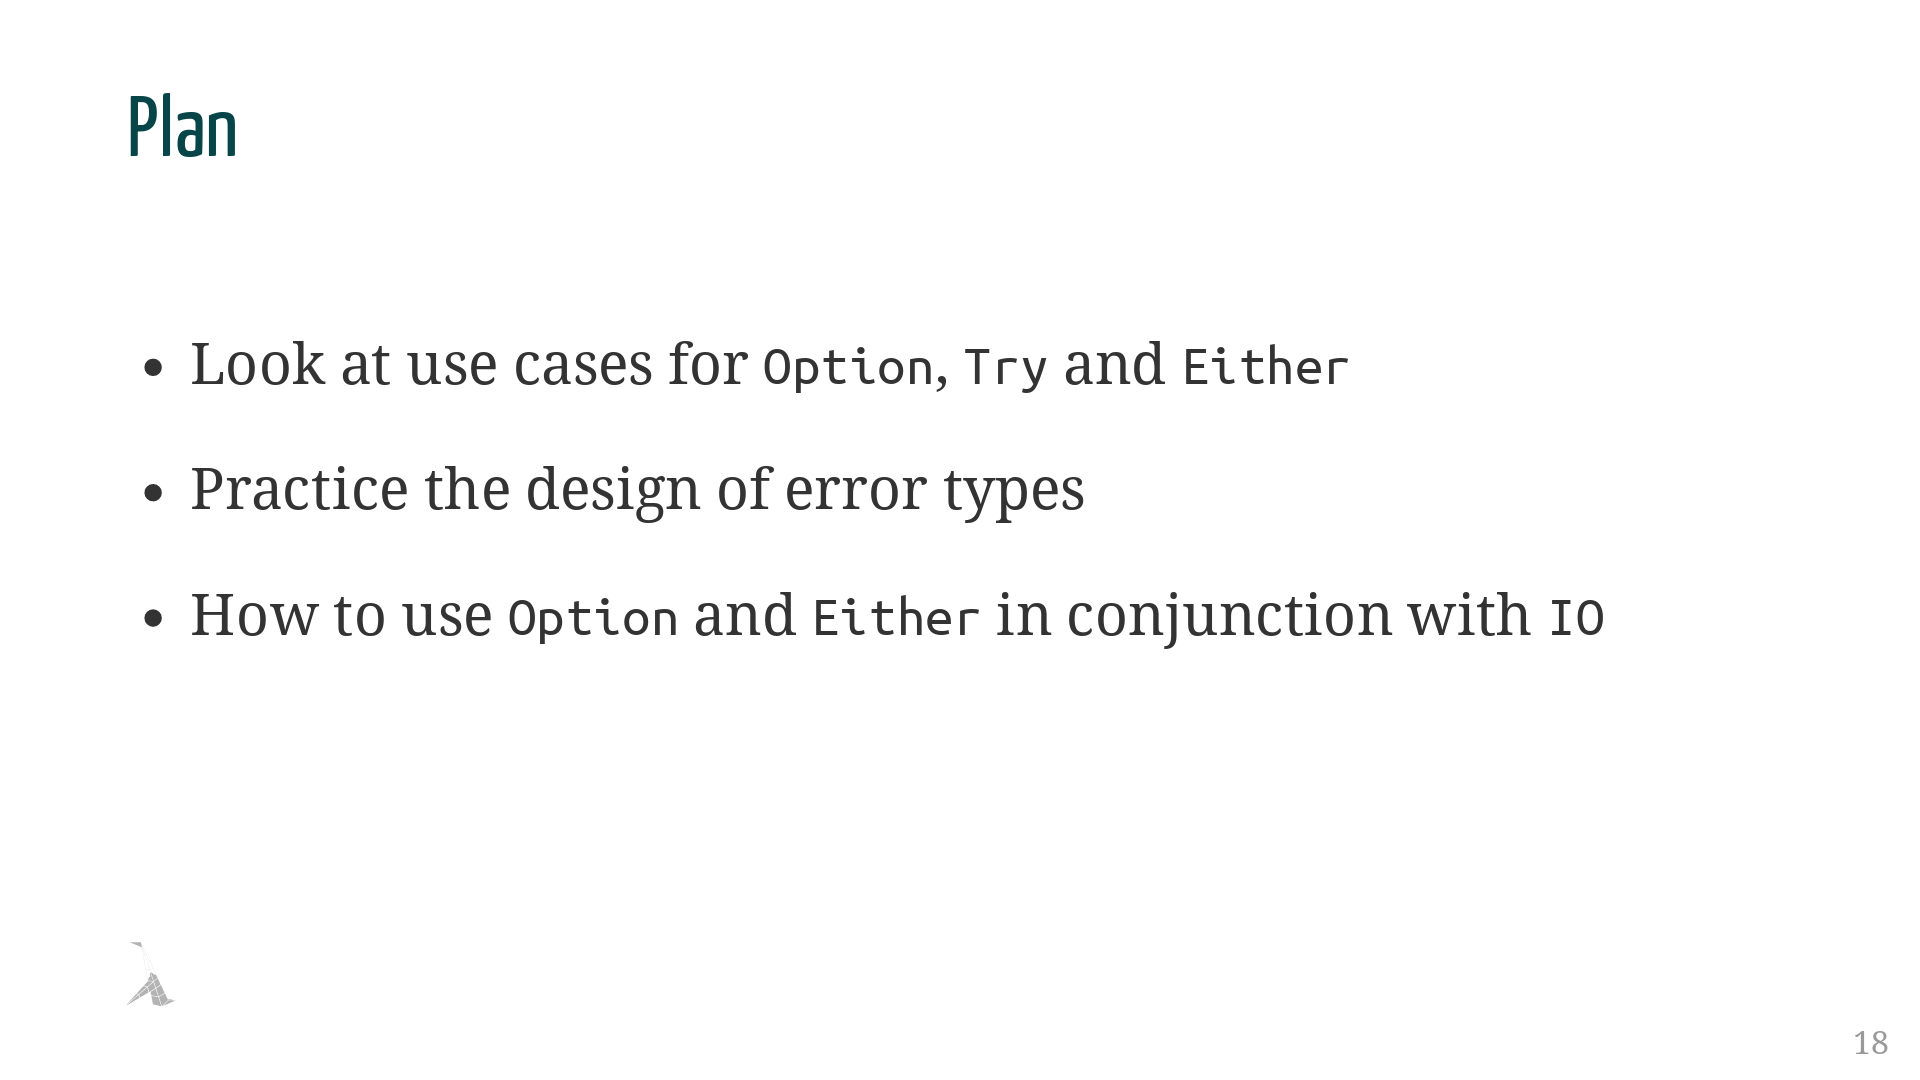 Plan
• Look at use cases for Option, Try and Either
• Practice the design of error types
• How to use Option and Either in conjunction with IO
18